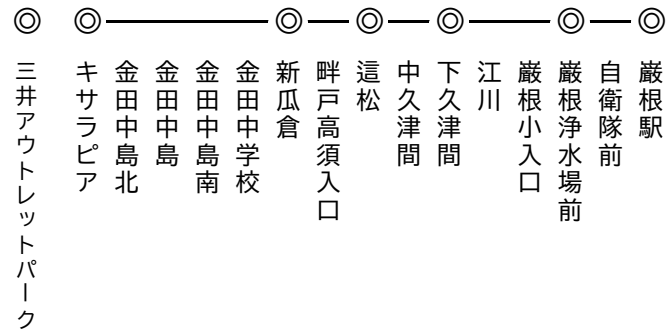 三井アウトレットパーク
キサラピア
金田中島北
金田中島
金田中島南
金田中学校
新瓜倉
畔戸高須入口
這松
中久津間
下久津間
江川
巌根小入口
巌根浄水場前
自衛隊前
巌根駅